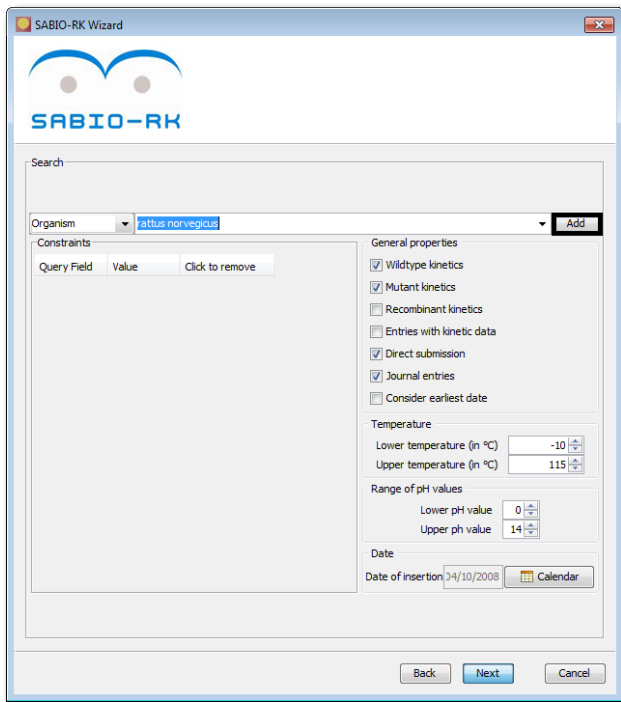 SABIO-RK Wizard
SABIO-RK
Search
Organism rattus norvegicus Add
Constraints
Query Field Value Click to remove
General properties
Wildtype kinetics
Mutant kinetics
Recombinant kinetics
Entries with kinetic data
Direct submission
Journal entries
Consider earliest date
Temperature
Lower temperature (in ºC) -10
Upper temperature (in ºC) 115
Range of pH values
Lower pH value 0
Upper ph value 14
Date
Date of insertion 04/10/2008 Calendar
Back Next Cancel